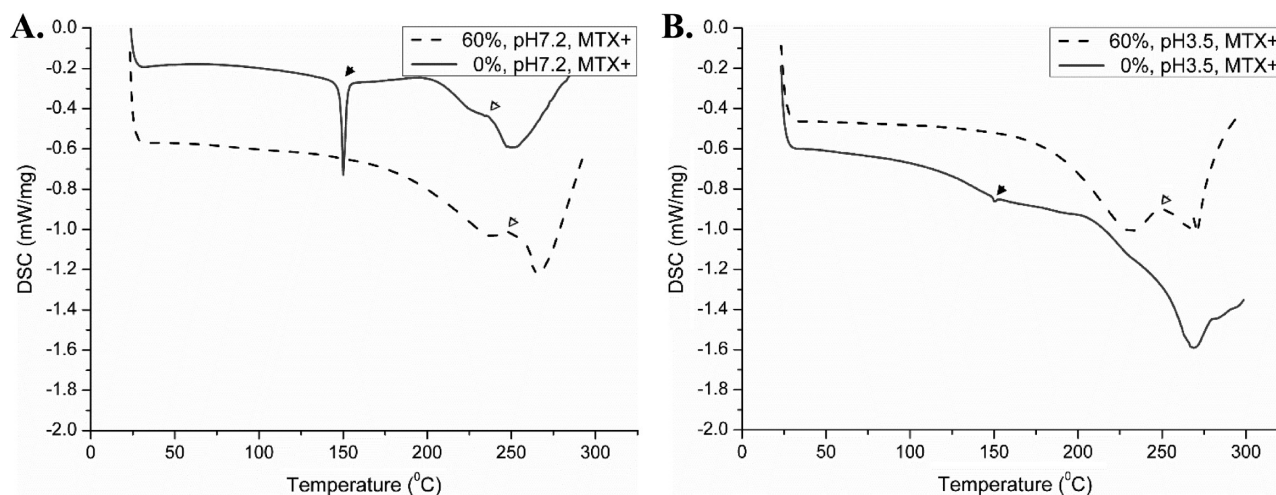 A.
60%, pH7.2, MTX+
0%, pH7.2, MTX+
0.0
-0.2
-0.4
-0.6
-0.8
-1.0
-1.2
-1.4
-1.6
-1.8
-2.0
DSC (mW/mg)
0 50 100 150 200 250 300
Temperature (⁰C)
B.
60%, pH3.5, MTX+
0%, pH3.5, MTX+
0.0
-0.2
-0.4
-0.6
-0.8
-1.0
-1.2
-1.4
-1.6
-1.8
-2.0
DSC (mW/mg)
0 50 100 150 200 250 300
Temperature (⁰C)